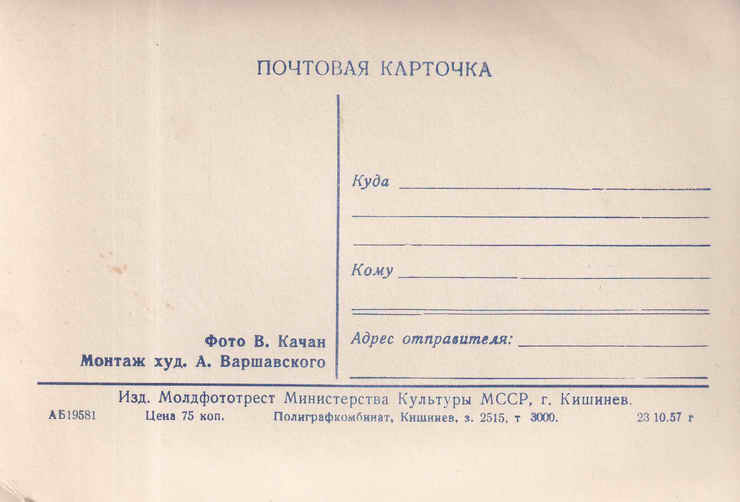 ПОЧТОВАЯ КАРТОЧКА
Куда
Кому
Адрес отправителя:
Фото В. Качан
Монтаж худ. А. Варшавского
Изд. Молдфототрест Министерства Культуры МССР, г. Кишинев.
АБ19581 Цена 75 коп. Полиграфкомбинат, Кишинев, з. 2515, т 3000. 23 10.57 г